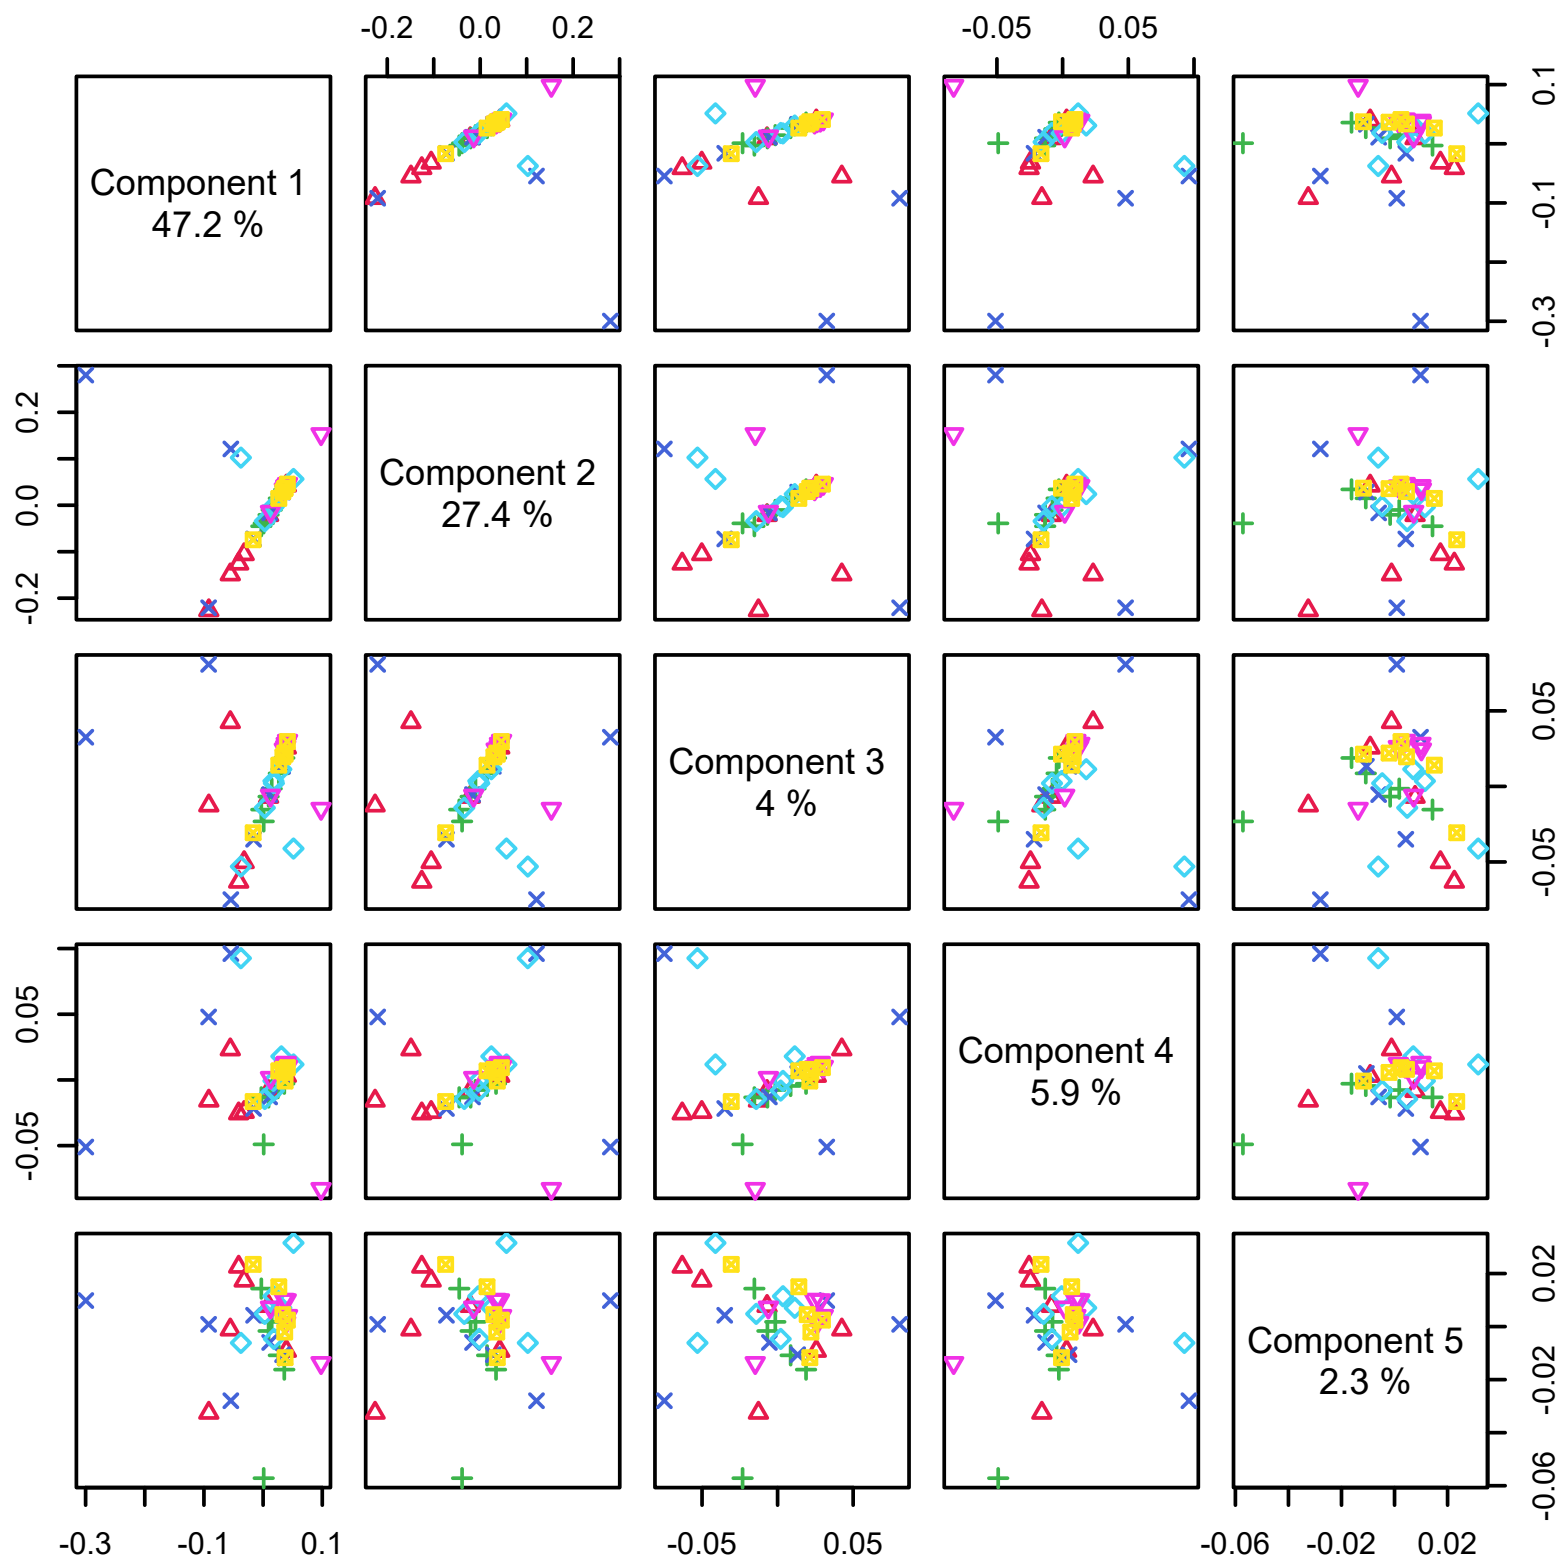 -0.2 0.0 0.2 -0.05 0.05
Component 1
47.2 %
0.1
-0.1
-0.3
0.2
0.0
-0.2
Component 2
27.4 %
Component 3
4 %
0.05
-0.05
0.05
-0.05
Component 4
5.9 %
Component 5
2.3 %
0.02
-0.02
-0.06
-0.3 -0.1 0.1 -0.05 0.05 -0.06 -0.02 0.02